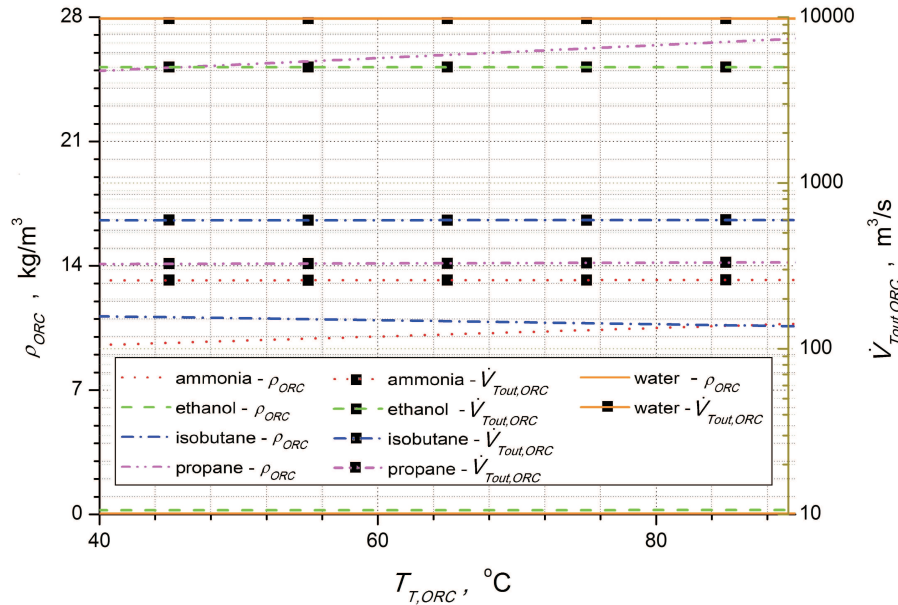 28
21
14
7
0
ρORC , kg/m³
10000
1000
100
10
V̇Tout,ORC , m³/s
ammonia - ρORC
ethanol - ρORC
isobutane - ρORC
propane - ρORC
ammonia - V̇Tout,ORC
ethanol - V̇Tout,ORC
isobutane - V̇Tout,ORC
propane - V̇Tout,ORC
water - ρORC
water - V̇Tout,ORC
40 60 80
TT,ORC , °C